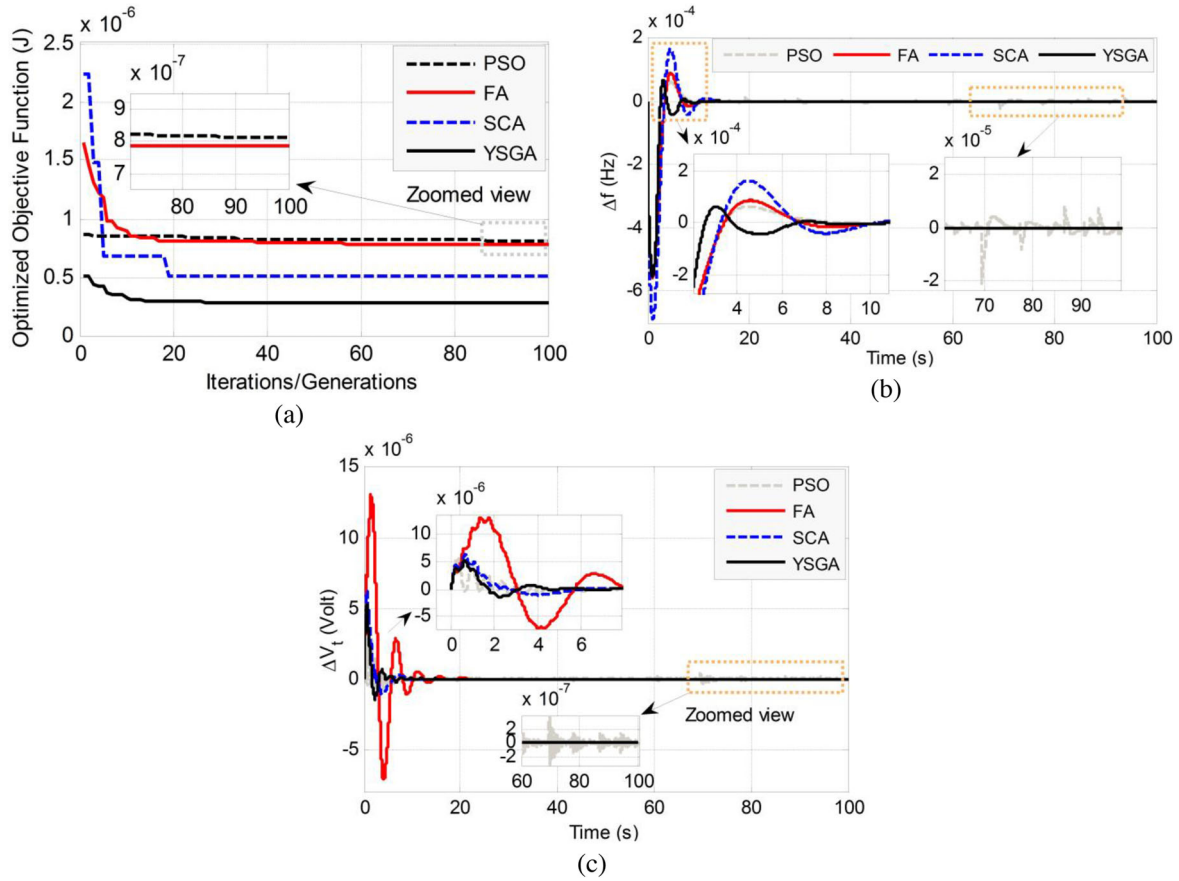 x 10⁻⁶
Optimized Objective Function (J)
2.5
2
1.5
1
0.5
0
x 10⁻⁷
9
8
7
80 90 100
PSO
FA
SCA
YSGA
Zoomed view
0 20 40 60 80 100
Iterations/Generations
(a)
x 10⁻⁴
Δf (Hz)
2
0
-2
-4
-6
PSO FA SCA YSGA
x 10⁻⁴
2
0
-2
4 6 8 10
x 10⁻⁵
0
-2
70 80 90
0 20 40 60 80 100
Time (s)
(b)
x 10⁻⁶
ΔVt (Volt)
15
10
5
0
-5
x 10⁻⁶
10
5
0
-5
0 2 4 6
PSO
FA
SCA
YSGA
x 10⁻⁷
2
0
-2
60 80 100
Zoomed view
0 20 40 60 80 100
Time (s)
(c)